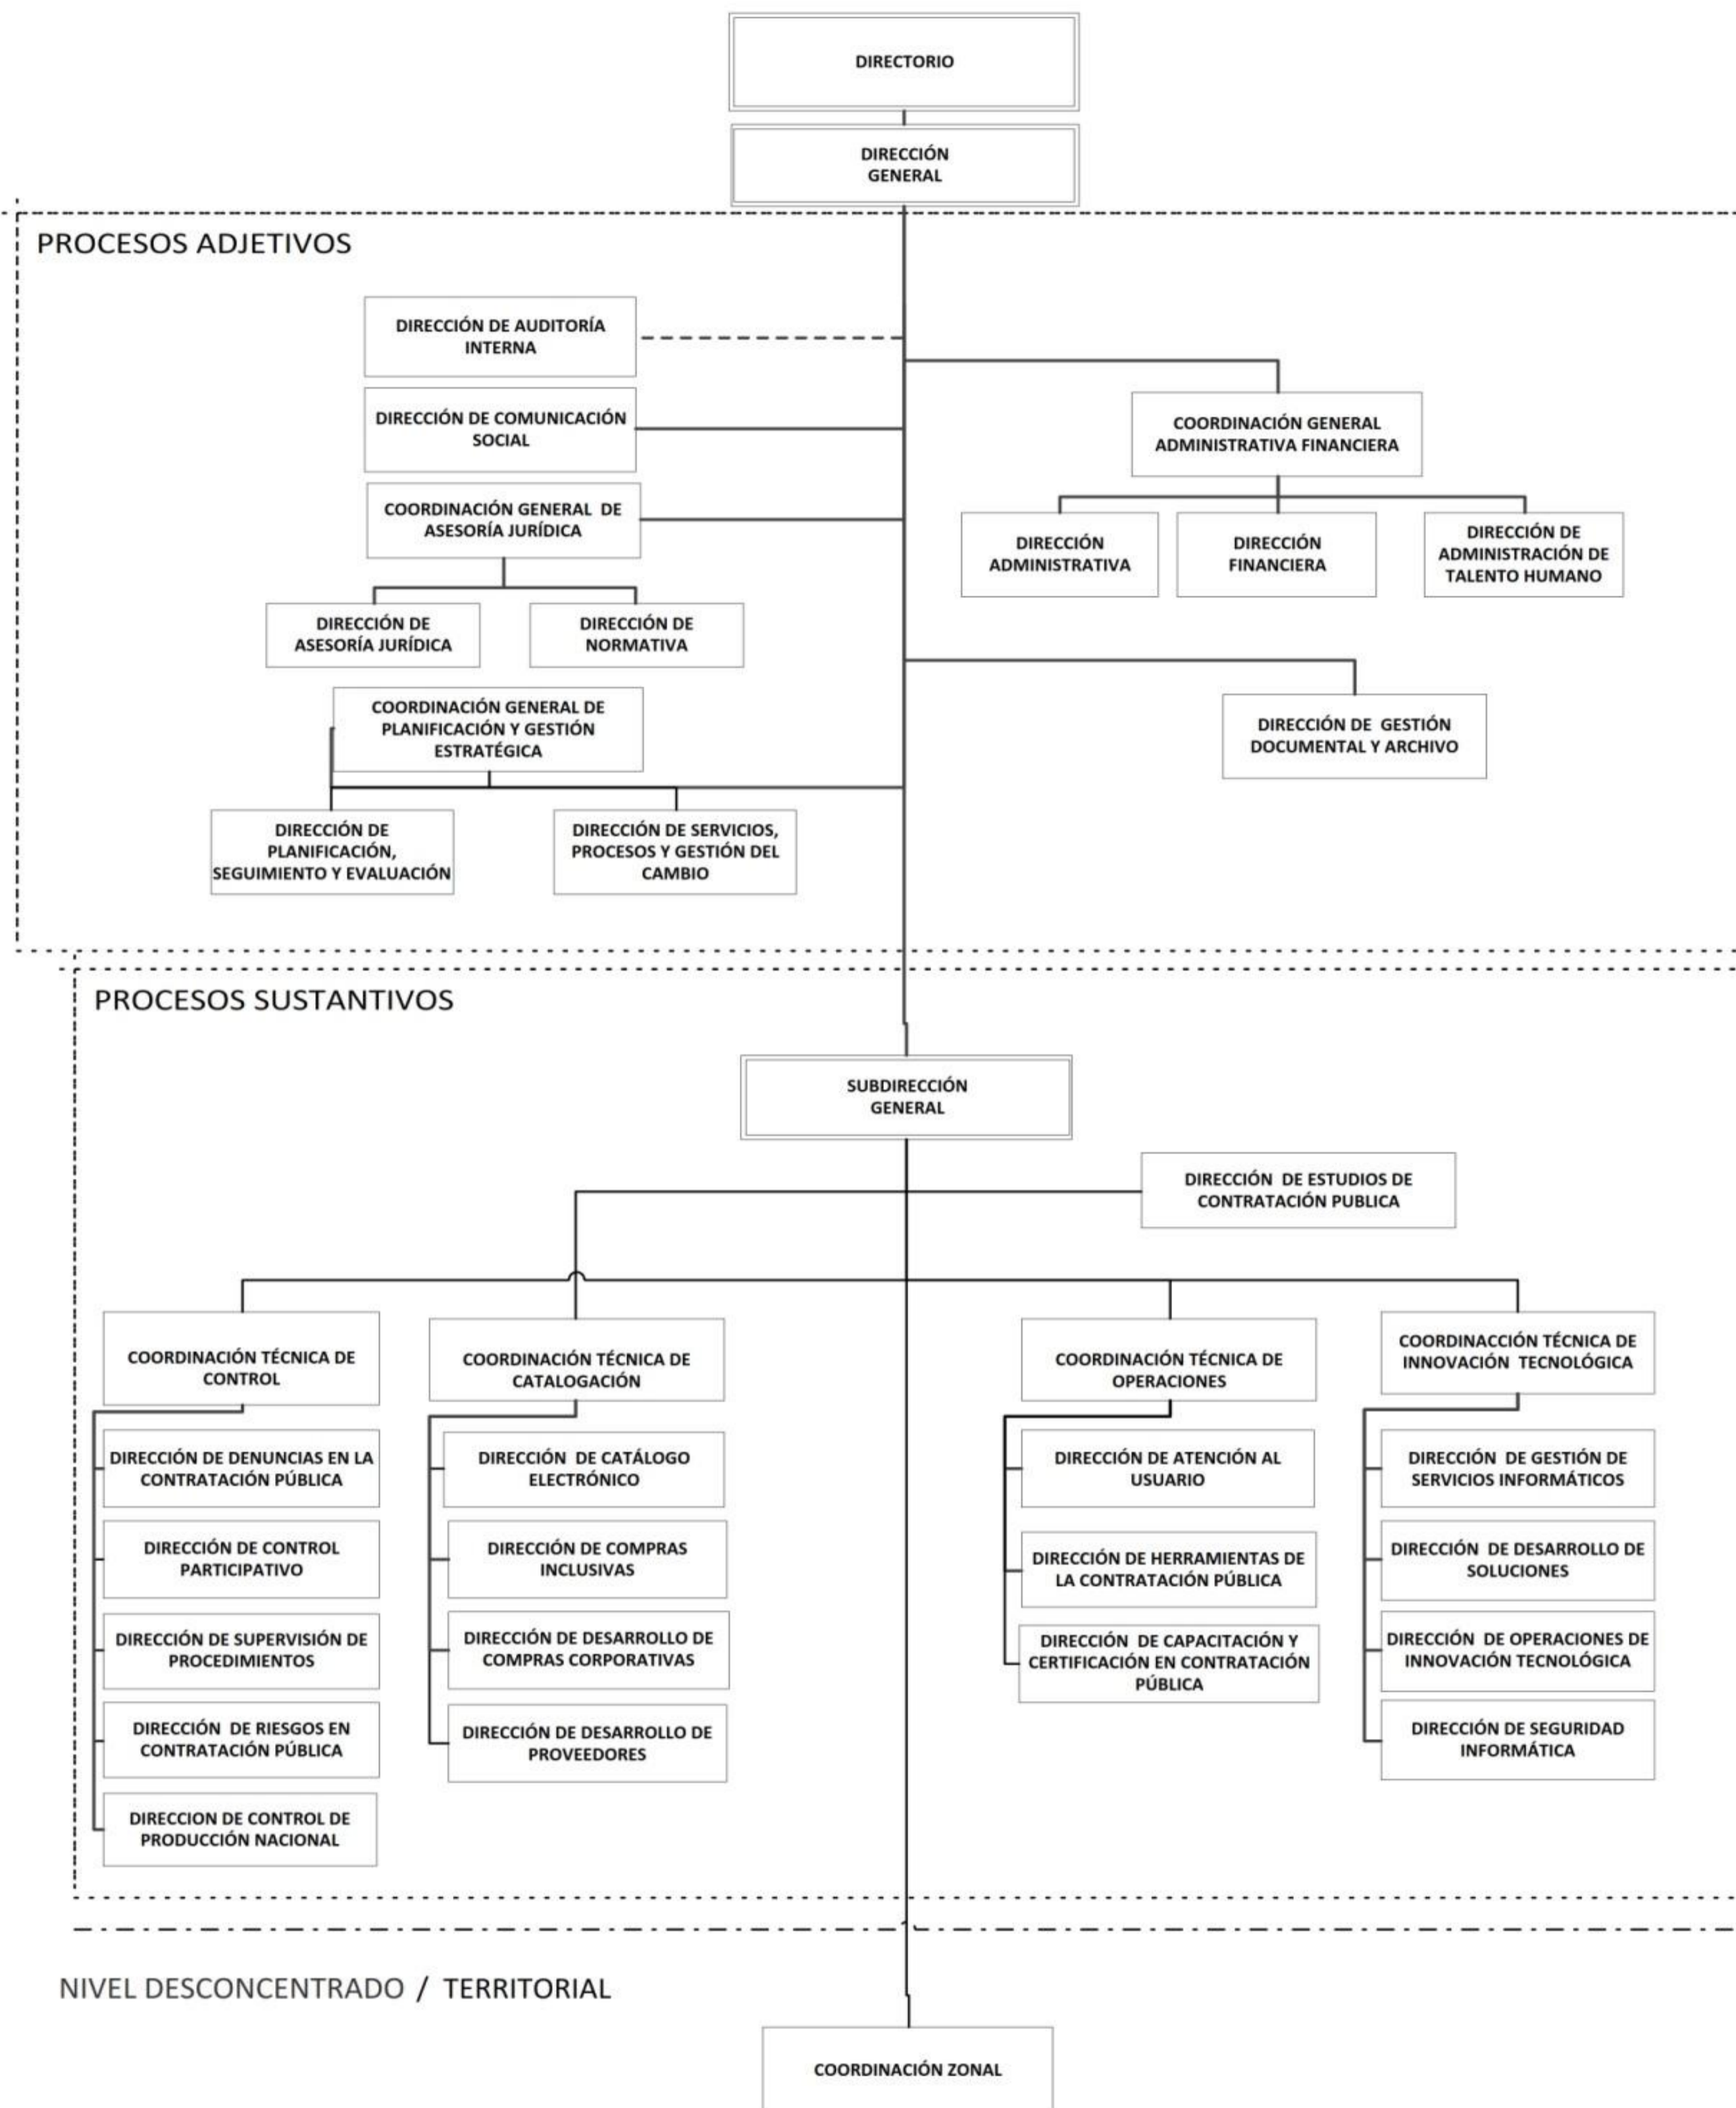 DIRECTORIO
DIRECCIÓN
GENERAL
PROCESOS ADJETIVOS
DIRECCIÓN DE AUDITORÍA
INTERNA
DIRECCIÓN DE COMUNICACIÓN
SOCIAL
COORDINACIÓN GENERAL DE
ASESORÍA JURÍDICA
DIRECCIÓN DE
ASESORÍA JURÍDICA
DIRECCIÓN DE
NORMATIVA
COORDINACIÓN GENERAL DE
PLANIFICACIÓN Y GESTIÓN
ESTRATÉGICA
DIRECCIÓN DE
PLANIFICACIÓN,
SEGUIMIENTO Y EVALUACIÓN
DIRECCIÓN DE SERVICIOS,
PROCESOS Y GESTIÓN DEL
CAMBIO
COORDINACIÓN GENERAL
ADMINISTRATIVA FINANCIERA
DIRECCIÓN
ADMINISTRATIVA
DIRECCIÓN
FINANCIERA
DIRECCIÓN DE
ADMINISTRACIÓN DE
TALENTO HUMANO
DIRECCIÓN DE GESTIÓN
DOCUMENTAL Y ARCHIVO
PROCESOS SUSTANTIVOS
SUBDIRECCIÓN
GENERAL
DIRECCIÓN DE ESTUDIOS DE
CONTRATACIÓN PUBLICA
COORDINACIÓN TÉCNICA DE
CONTROL
DIRECCIÓN DE DENUNCIAS EN LA
CONTRATACIÓN PÚBLICA
DIRECCIÓN DE CONTROL
PARTICIPATIVO
DIRECCIÓN DE SUPERVISIÓN DE
PROCEDIMIENTOS
DIRECCIÓN DE RIESGOS EN
CONTRATACIÓN PÚBLICA
DIRECCION DE CONTROL DE
PRODUCCIÓN NACIONAL
COORDINACIÓN TÉCNICA DE
CATALOGACIÓN
DIRECCIÓN DE CATÁLOGO
ELECTRÓNICO
DIRECCIÓN DE COMPRAS
INCLUSIVAS
DIRECCIÓN DE DESARROLLO DE
COMPRAS CORPORATIVAS
DIRECCIÓN DE DESARROLLO DE
PROVEEDORES
COORDINACIÓN TÉCNICA DE
OPERACIONES
DIRECCIÓN DE ATENCIÓN AL
USUARIO
DIRECCIÓN DE HERRAMIENTAS DE
LA CONTRATACIÓN PÚBLICA
DIRECCIÓN DE CAPACITACIÓN Y
CERTIFICACIÓN EN CONTRATACIÓN
PÚBLICA
COORDINACCIÓN TÉCNICA DE
INNOVACIÓN TECNOLÓGICA
DIRECCIÓN DE GESTIÓN DE
SERVICIOS INFORMÁTICOS
DIRECCIÓN DE DESARROLLO DE
SOLUCIONES
DIRECCIÓN DE OPERACIONES DE
INNOVACIÓN TECNOLÓGICA
DIRECCIÓN DE SEGURIDAD
INFORMÁTICA
NIVEL DESCONCENTRADO / TERRITORIAL
COORDINACIÓN ZONAL